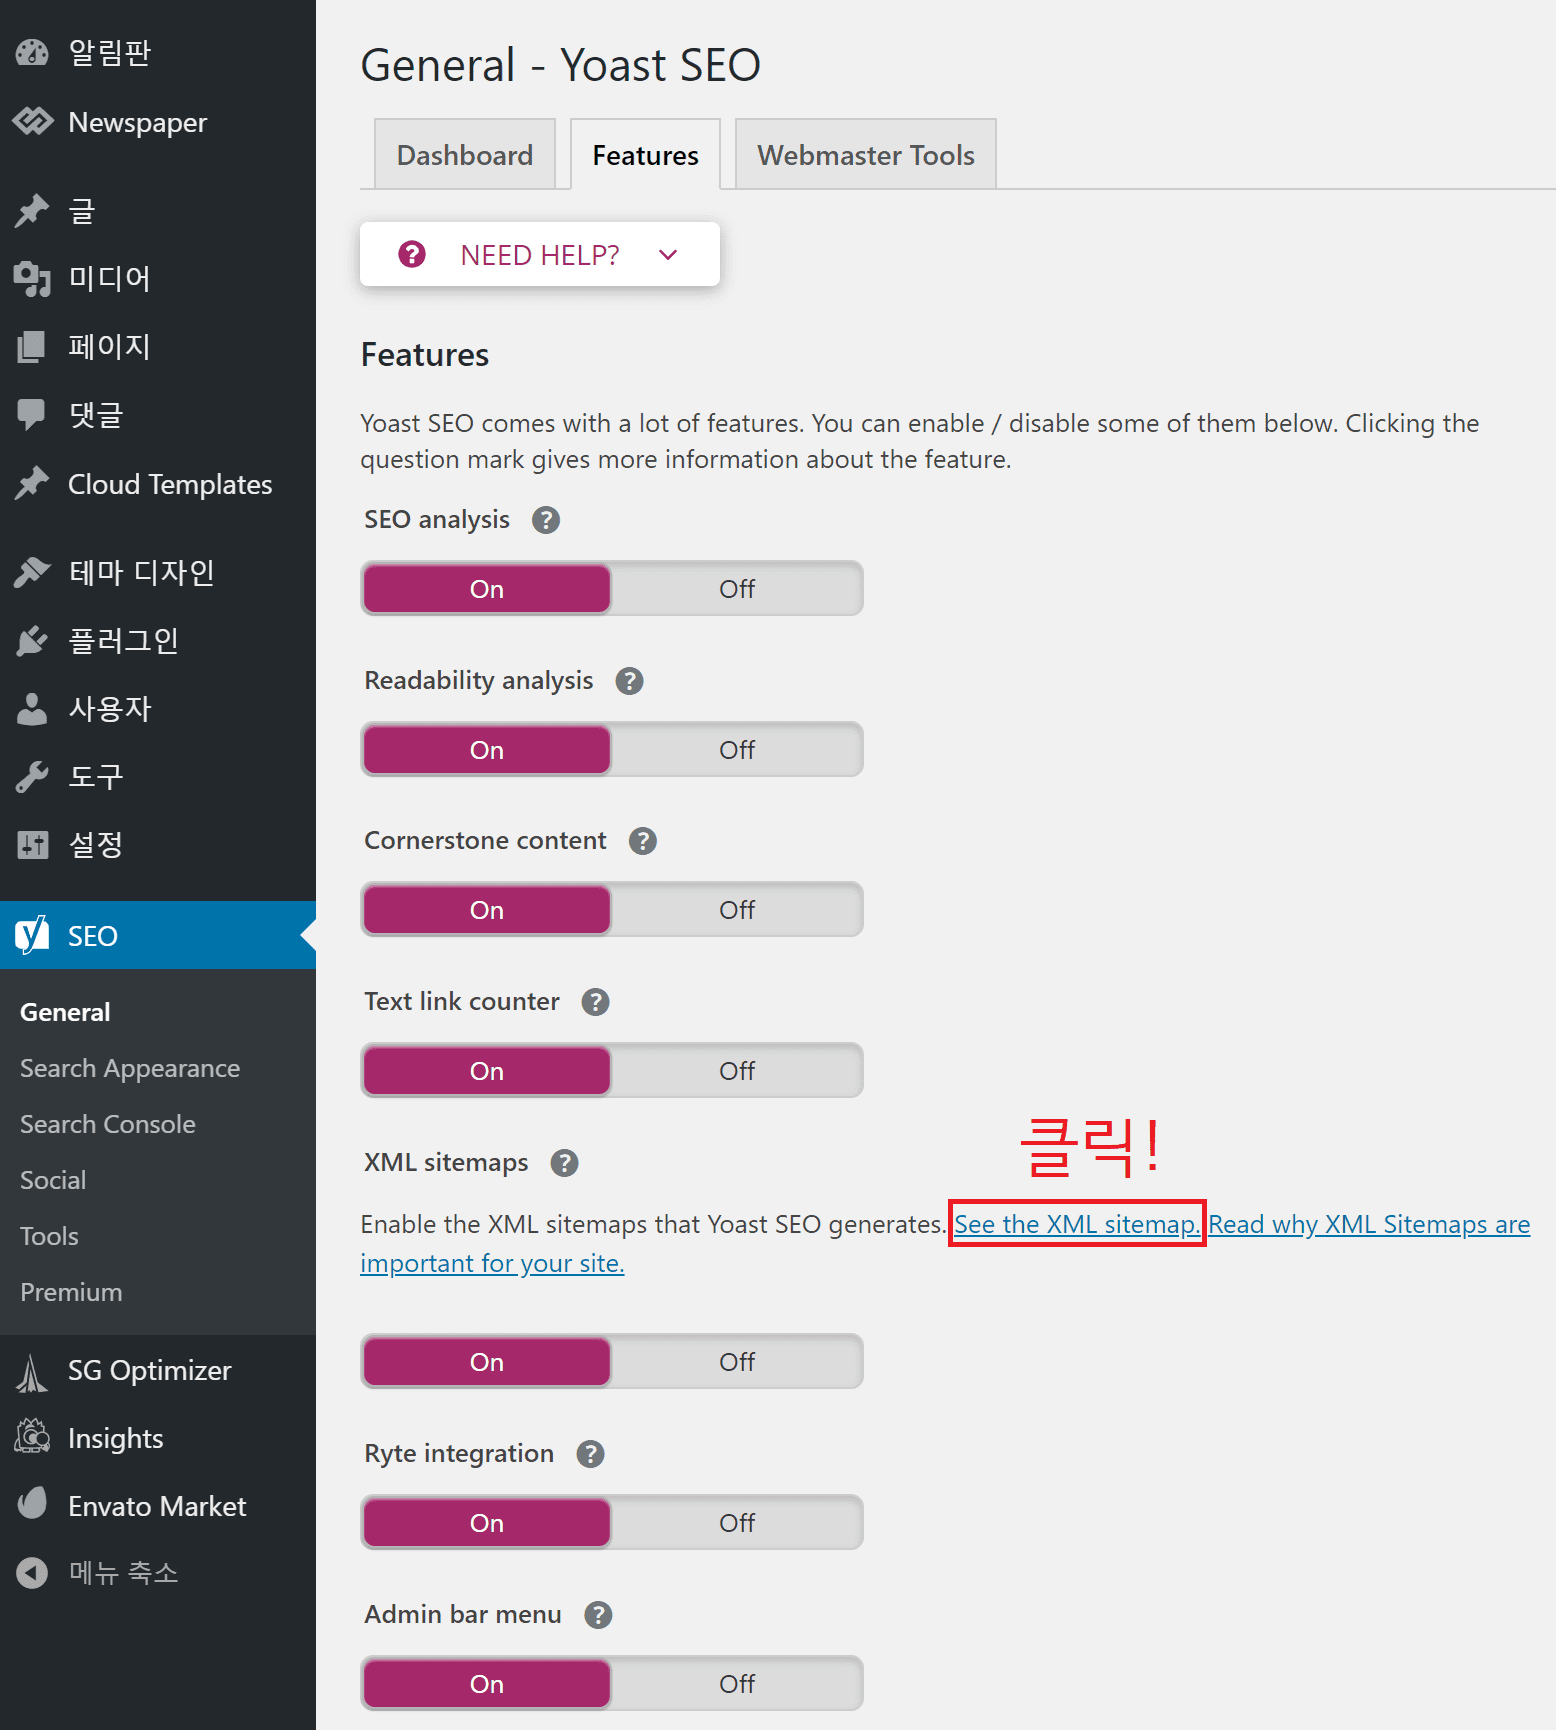 알림판
Newspaper
글
미디어
페이지
댓글
Cloud Templates
테마 디자인
플러그인
사용자
도구
설정
SEO
General
Search Appearance
Search Console
Social
Tools
Premium
SG Optimizer
Insights
Envato Market
메뉴 축소
General - Yoast SEO
Dashboard
Features
Webmaster Tools
NEED HELP?
Features
Yoast SEO comes with a lot of features. You can enable / disable some of them below. Clicking the
question mark gives more information about the feature.
SEO analysis
On Off
Readability analysis
On Off
Cornerstone content
On Off
Text link counter
On Off
클릭!
XML sitemaps
Enable the XML sitemaps that Yoast SEO generates. See the XML sitemap. Read why XML Sitemaps are
important for your site.
On Off
Ryte integration
On Off
Admin bar menu
On Off